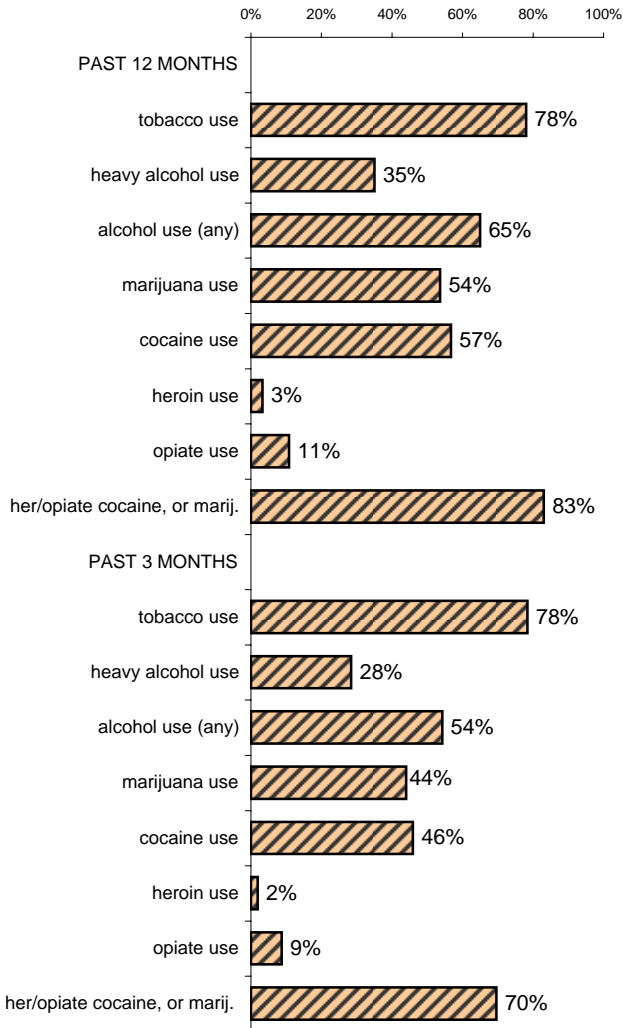 0% 20% 40% 60% 80% 100%
PAST 12 MONTHS
tobacco use 78%
heavy alcohol use 35%
alcohol use (any) 65%
marijuana use 54%
cocaine use 57%
heroin use 3%
opiate use 11%
her/opiate cocaine, or marij. 83%
PAST 3 MONTHS
tobacco use 78%
heavy alcohol use 28%
alcohol use (any) 54%
marijuana use 44%
cocaine use 46%
heroin use 2%
opiate use 9%
her/opiate cocaine, or marij. 70%